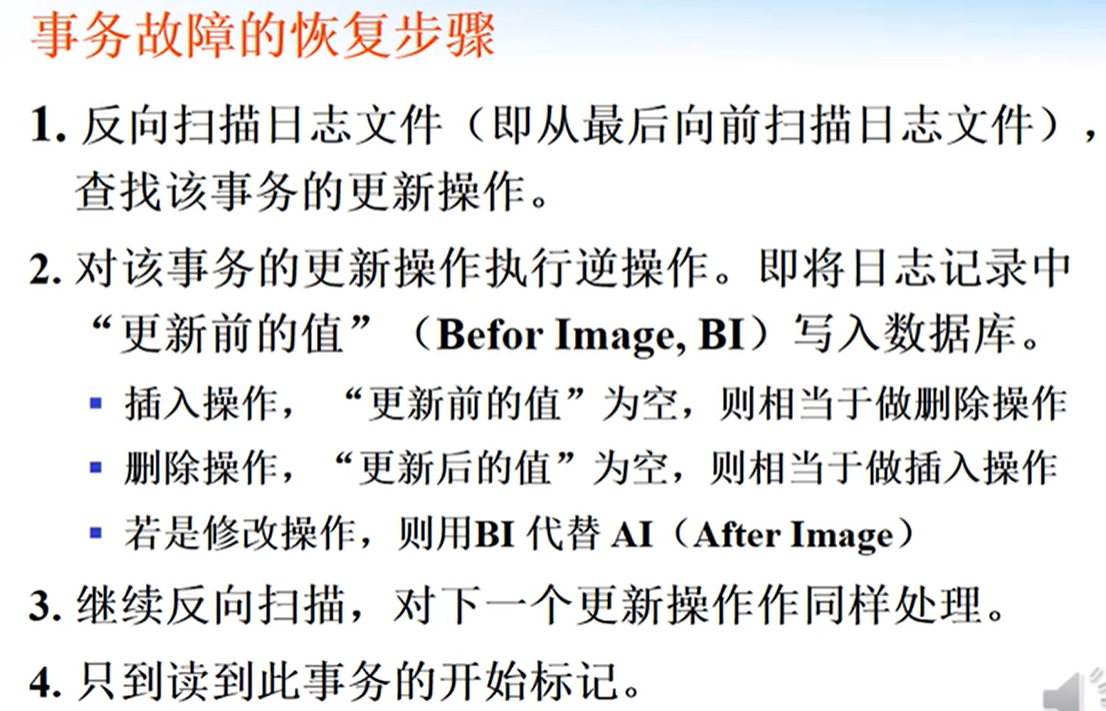 事务故障的恢复步骤
1. 反向扫描日志文件（即从最后向前扫描日志文件），
查找该事务的更新操作。
2. 对该事务的更新操作执行逆操作。即将日志记录中
“更新前的值”（Befor Image, BI）写入数据库。
▪ 插入操作，“更新前的值”为空，则相当于做删除操作
▪ 删除操作，“更新后的值”为空，则相当于做插入操作
▪ 若是修改操作，则用BI 代替 AI（After Image）
3. 继续反向扫描，对下一个更新操作作同样处理。
4. 只到读到此事务的开始标记。